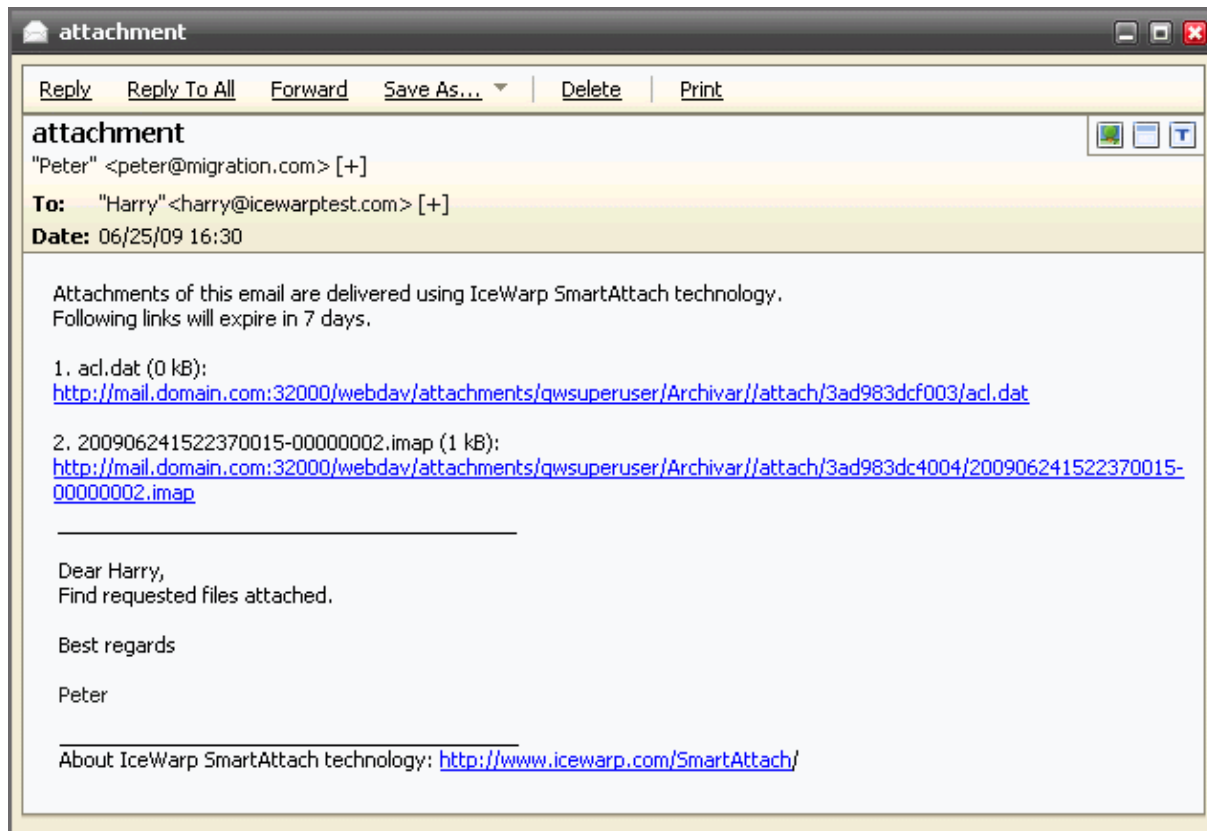 attachment
Reply Reply To All Forward Save As... Delete Print
attachment
"Peter" <peter@migration.com> [+]
To: "Harry"<harry@icewarptest.com> [+]
Date: 06/25/09 16:30
Attachments of this email are delivered using IceWarp SmartAttach technology.
Following links will expire in 7 days.
1. acl.dat (0 kB):
http://mail.domain.com:32000/webdav/attachments/gwsuperuser/Archivar//attach/3ad983dcf003/acl.dat
2. 200906241522370015-00000002.imap (1 kB):
http://mail.domain.com:32000/webdav/attachments/gwsuperuser/Archivar//attach/3ad983dc4004/200906241522370015-
00000002.imap
Dear Harry,
Find requested files attached.
Best regards
Peter
About IceWarp SmartAttach technology: http://www.icewarp.com/SmartAttach/